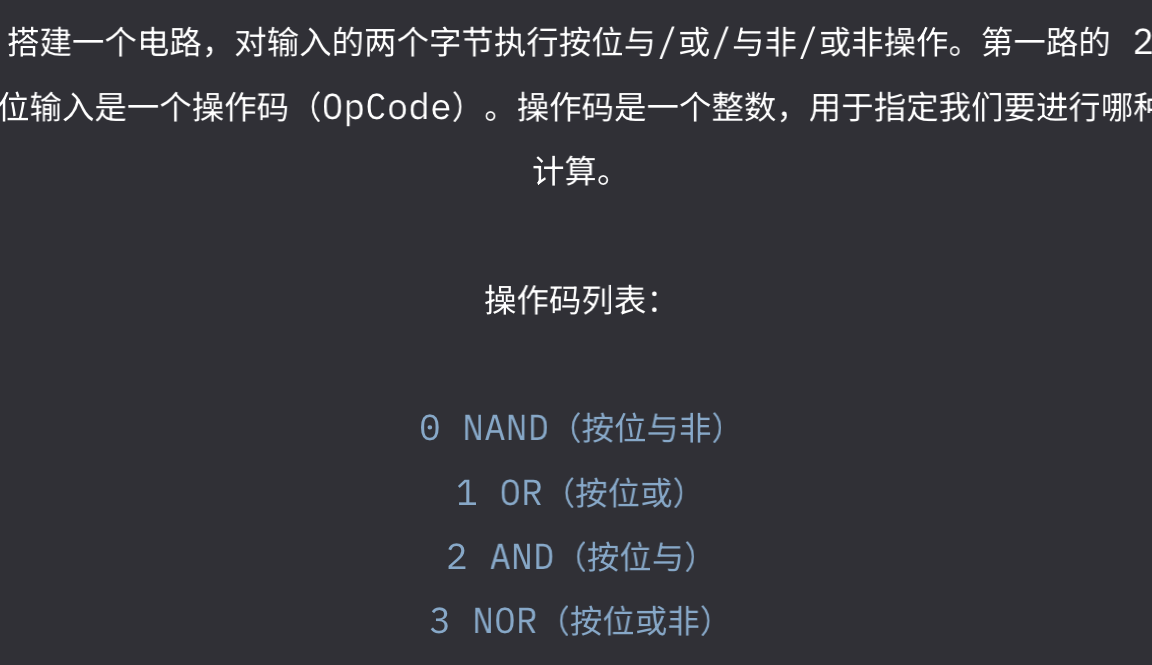 搭建一个电路，对输入的两个字节执行按位与/或/与非/或非操作。第一路的 2
位输入是一个操作码（OpCode）。操作码是一个整数，用于指定我们要进行哪种
计算。
操作码列表：
0 NAND（按位与非）
1 OR（按位或）
2 AND（按位与）
3 NOR（按位或非）